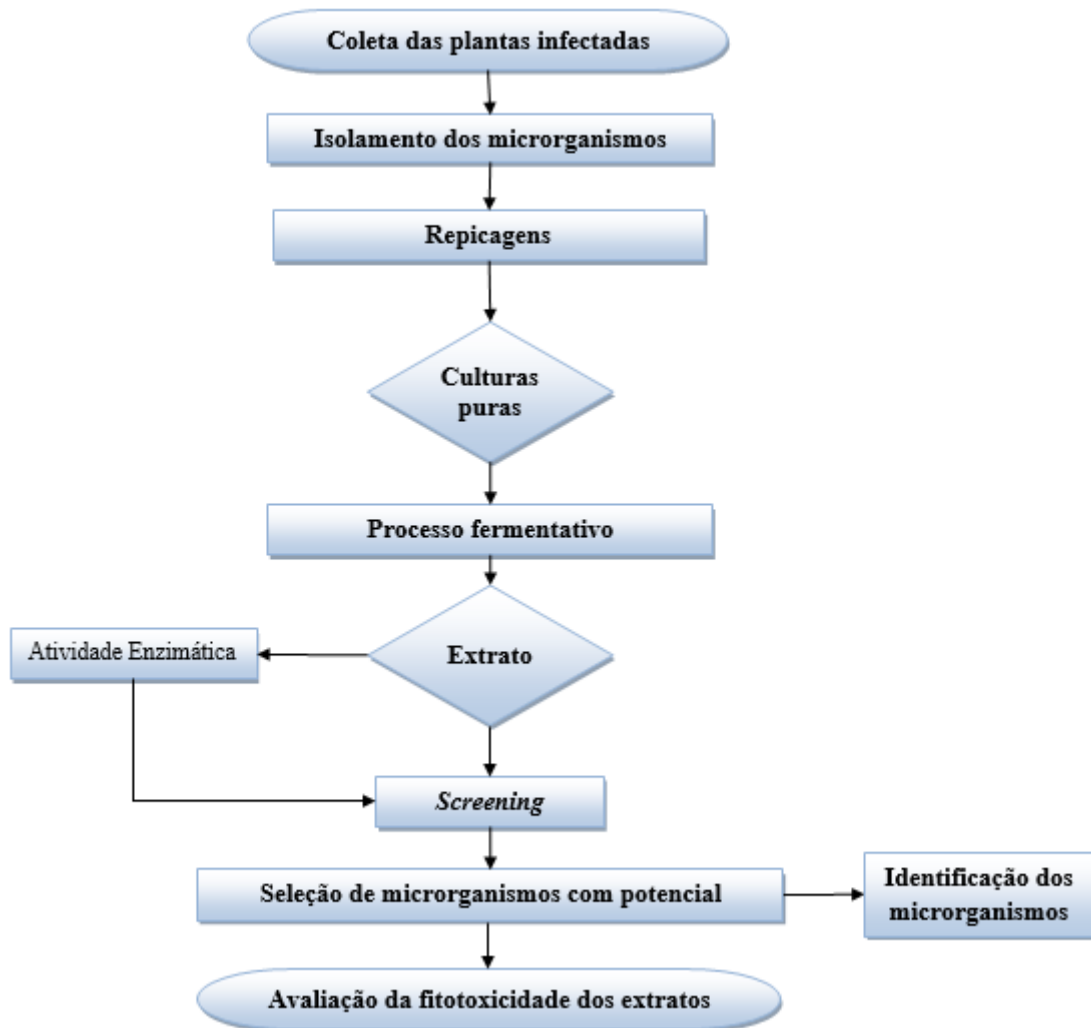 Coleta das plantas infectadas
Isolamento dos microrganismos
Repicagens
Culturas
puras
Processo fermentativo
Extrato
Atividade Enzimática
Screening
Seleção de microrganismos com potencial
Identificação dos
microrganismos
Avaliação da fitotoxicidade dos extratos